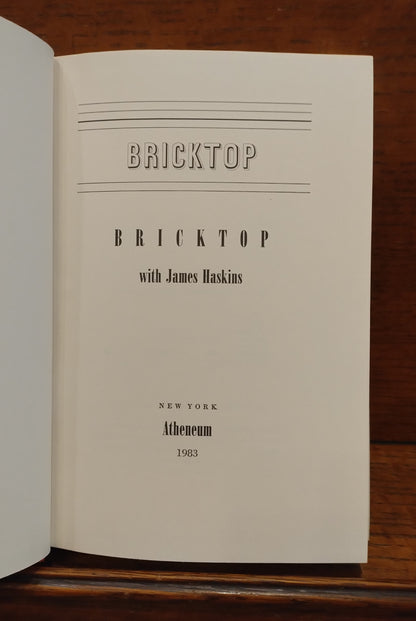 BRICKTOP
BRICKTOP
with James Haskins
NEW YORK
Atheneum
1983